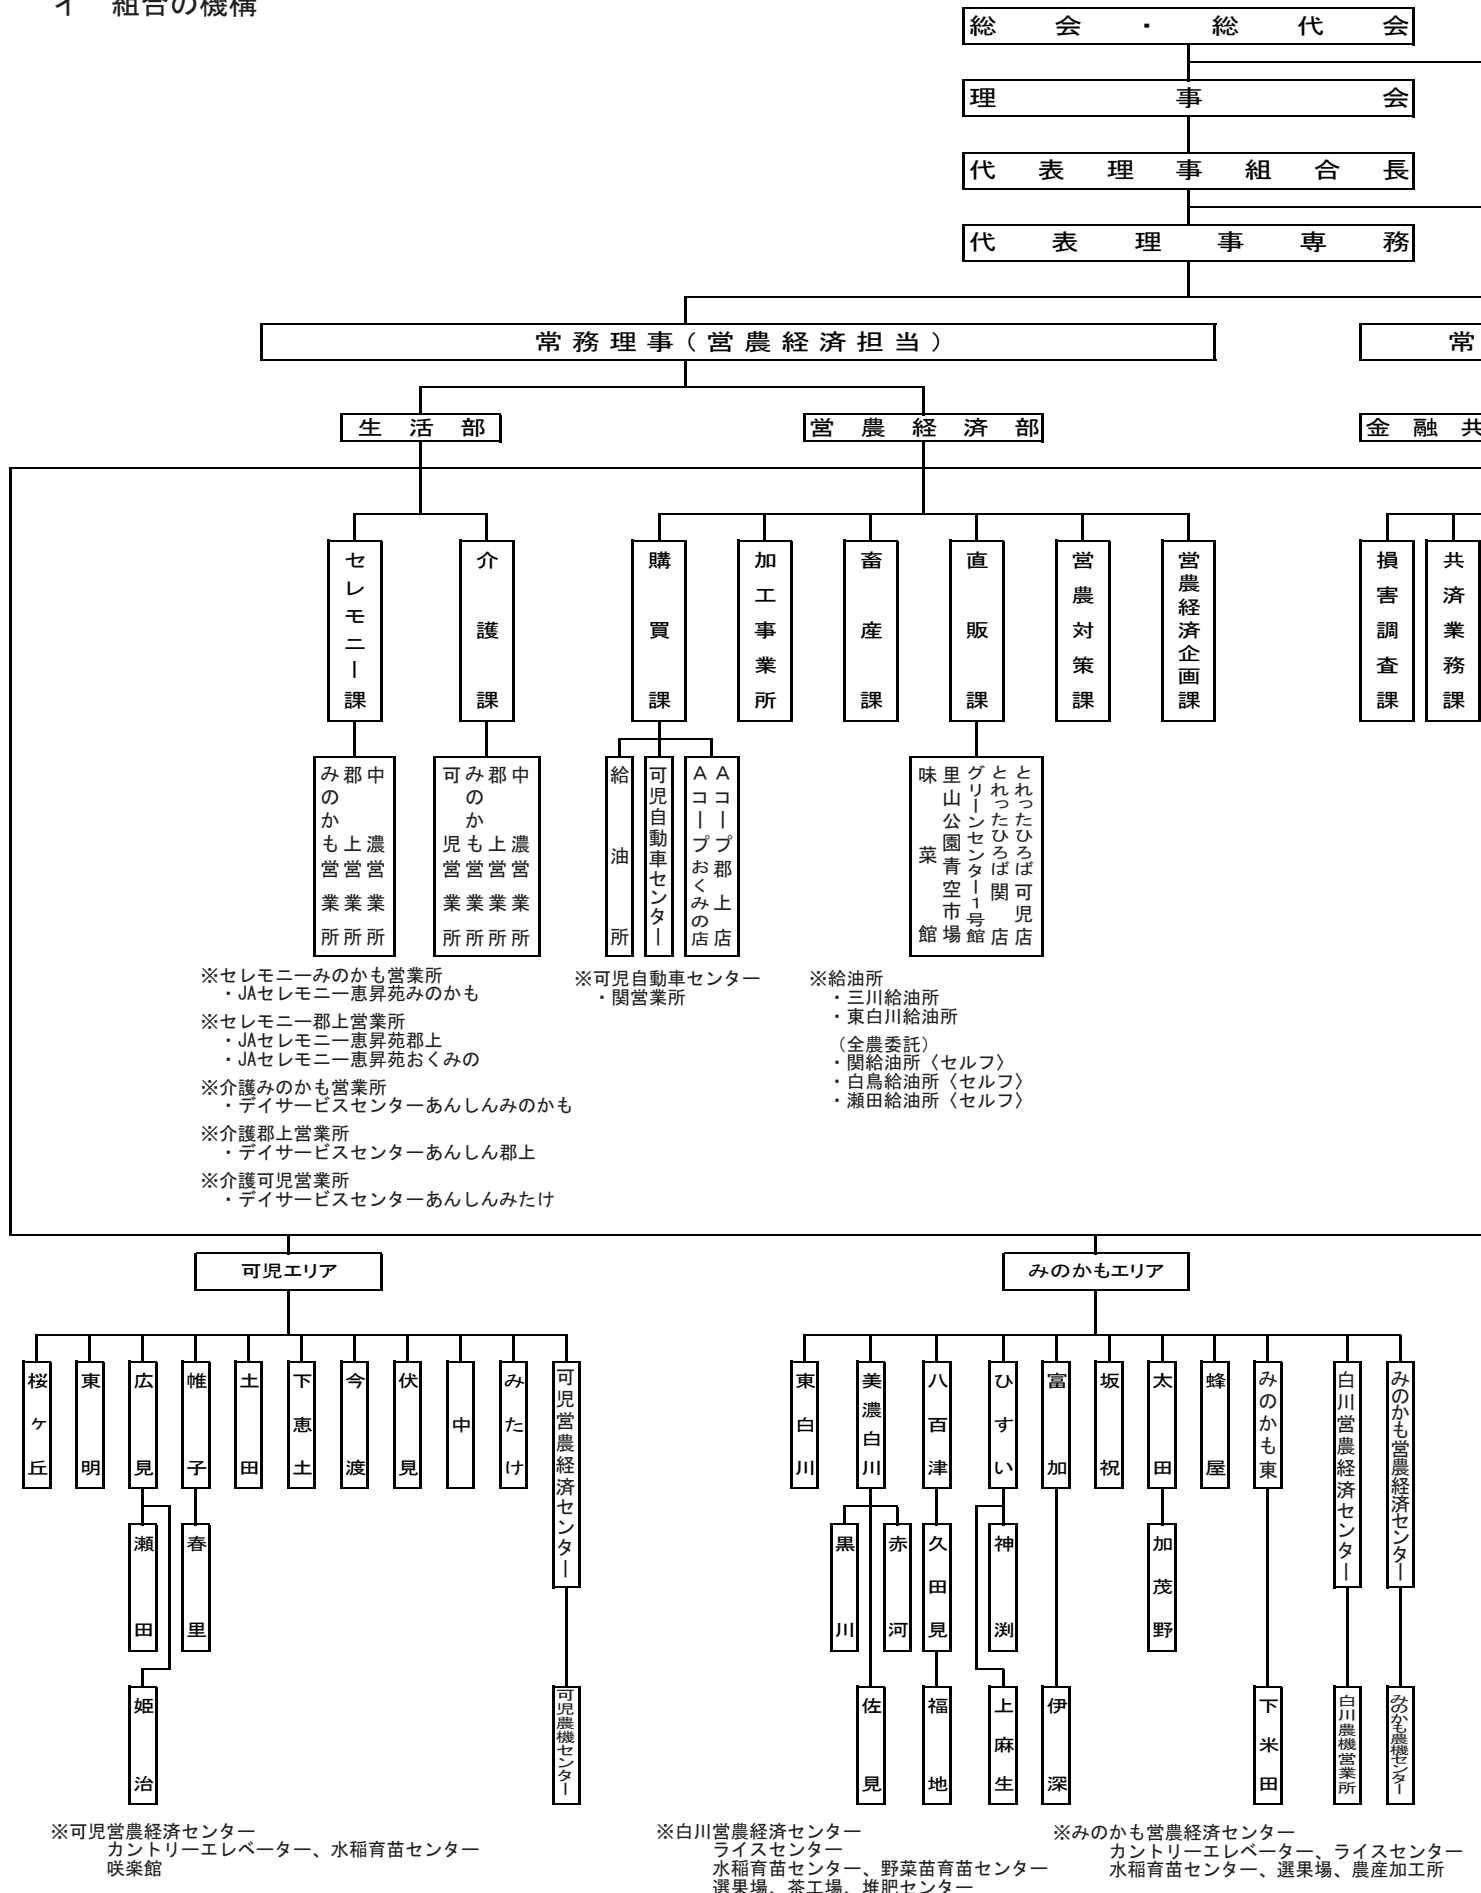 イ 組合の機構
総会・総代会
理事会
代表理事組合長
代表理事専務
常務理事(営農経済担当)
常
生活部
営農経済部
金融共
セレモニー課
介護課
購買課
加工事業所
畜産課
直販課
営農対策課
営農経済企画課
損害調査課
共済業務課
みのかも営業所
郡上営業所
中濃営業所
可児営業所
みのかも営業所
郡上営業所
中濃営業所
給油所
可児自動車センター
Aコープおくみの店
Aコープ郡上店
味菜館
里山公園青空市場
グリーンセンター1号館
とれったひろば関店
とれったひろば可児店
※セレモニーみのかも営業所
・JAセレモニー恵昇苑みのかも
※セレモニー郡上営業所
・JAセレモニー恵昇苑郡上
・JAセレモニー恵昇苑おくみの
※介護みのかも営業所
・デイサービスセンターあんしんみのかも
※介護郡上営業所
・デイサービスセンターあんしん郡上
※介護可児営業所
・デイサービスセンターあんしんみたけ
※可児自動車センター
・関営業所
※給油所
・三川給油所
・東白川給油所
(全農委託)
・関給油所〈セルフ〉
・白鳥給油所〈セルフ〉
・瀬田給油所〈セルフ〉
可児エリア
みのかもエリア
桜ヶ丘
東明
広見
帷子
土田
下恵土
今渡
伏見
中
みたけ
可児営農経済センター
瀬田
春里
姫治
可児農機センター
東白川
美濃白川
八百津
ひすい
富加
坂祝
太田
蜂屋
みのかも東
白川営農経済センター
みのかも営農経済センター
黒川
赤河
久田見
神渕
加茂野
佐見
福地
上麻生
伊深
下米田
白川農機営業所
みのかも農機センター
※可児営農経済センター
カントリーエレベーター、水稲育苗センター
咲楽館
※白川営農経済センター
ライスセンター
水稲育苗センター、野菜苗育苗センター
選果場、茶工場、堆肥センター
※みのかも営農経済センター
カントリーエレベーター、ライスセンター
水稲育苗センター、選果場、農産加工所